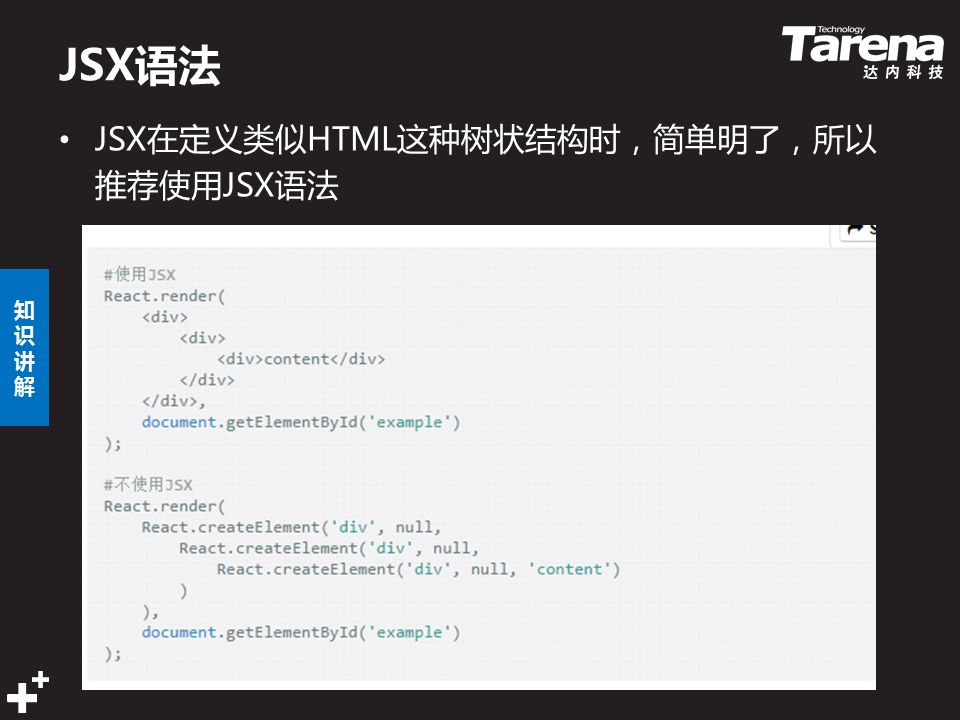 JSX语法
Technology
Tarena
达内科技
• JSX在定义类似HTML这种树状结构时，简单明了，所以
推荐使用JSX语法
知
识
讲
解
#使用JSX
React.render(
    <div>
        <div>
            <div>content</div>
        </div>
    </div>,
    document.getElementById('example')
);
#不使用JSX
React.render(
    React.createElement('div', null,
        React.createElement('div', null,
            React.createElement('div', null, 'content')
        )
    ),
    document.getElementById('example')
);